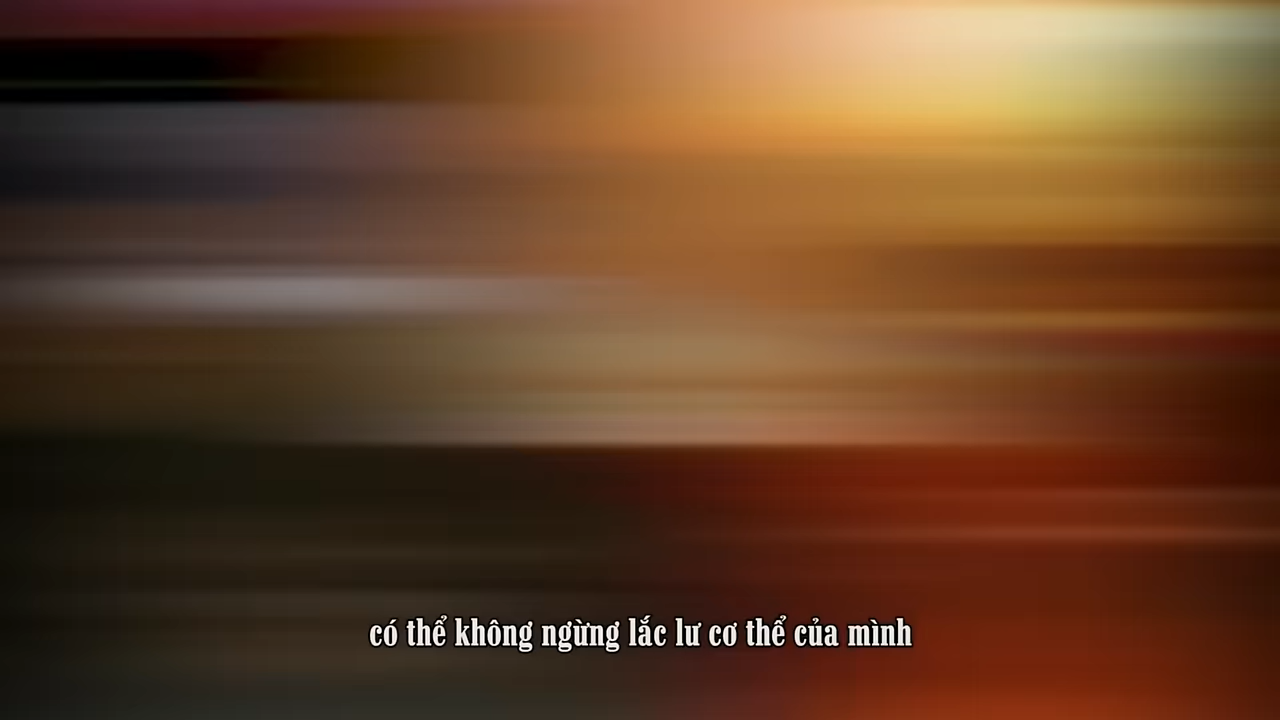 có thể không ngừng lắc lư cơ thể của mình